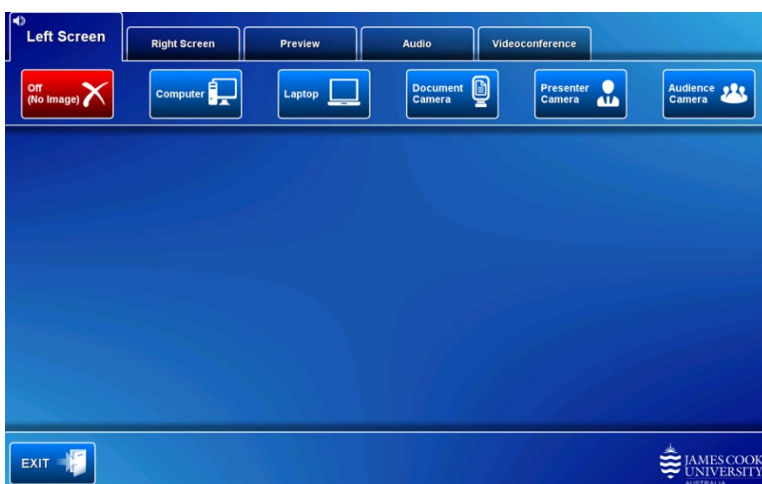 Left Screen
Right Screen
Preview
Audio
Videoconference
Off
(No Image)
Computer
Laptop
Document
Camera
Presenter
Camera
Audience
Camera
EXIT
JAMES COOK
UNIVERSITY
AUSTRALIA